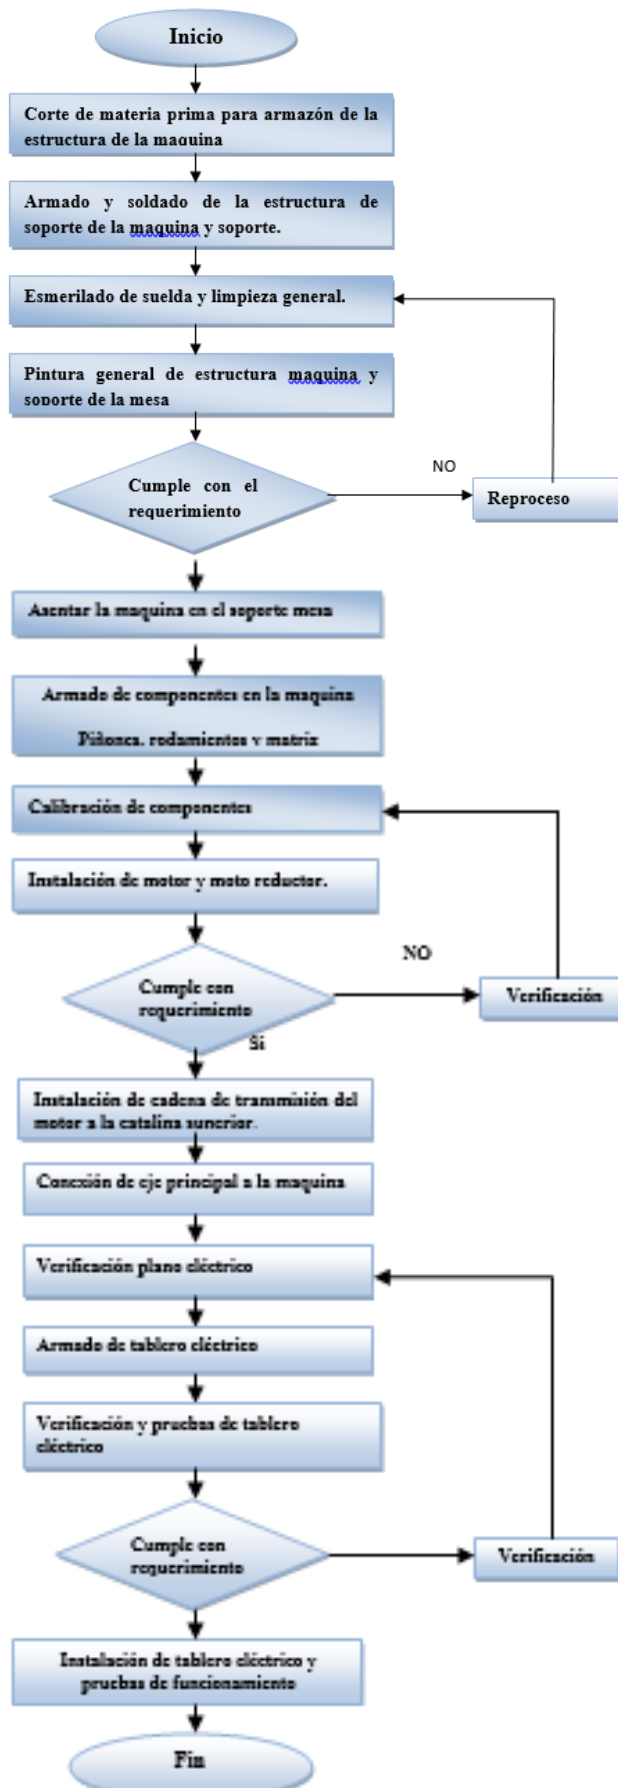 Inicio
Corte de materia prima para armazón de la
estructura de la maquina
Armado y soldado de la estructura de
soporte de la maquina y soporte.
Esmerilado de suelda y limpieza general.
Pintura general de estructura maquina y
soporte de la mesa
Cumple con el
requerimiento
NO
Reproceso
Asentar la maquina en el soporte mesa
Armado de componentes en la maquina
Piñones, rodamientos y matriz
Calibración de componentes
Instalación de motor y moto reductor.
NO
Cumple con
requerimiento
Verificación
Si
Instalación de cadena de transmisión del
motor a la catalina superior.
Conexión de eje principal a la maquina
Verificación plano eléctrico
Armado de tablero eléctrico
Verificación y pruebas de tablero
eléctrico
Cumple con
requerimiento
Verificación
Instalación de tablero eléctrico y
pruebas de funcionamiento
Fin